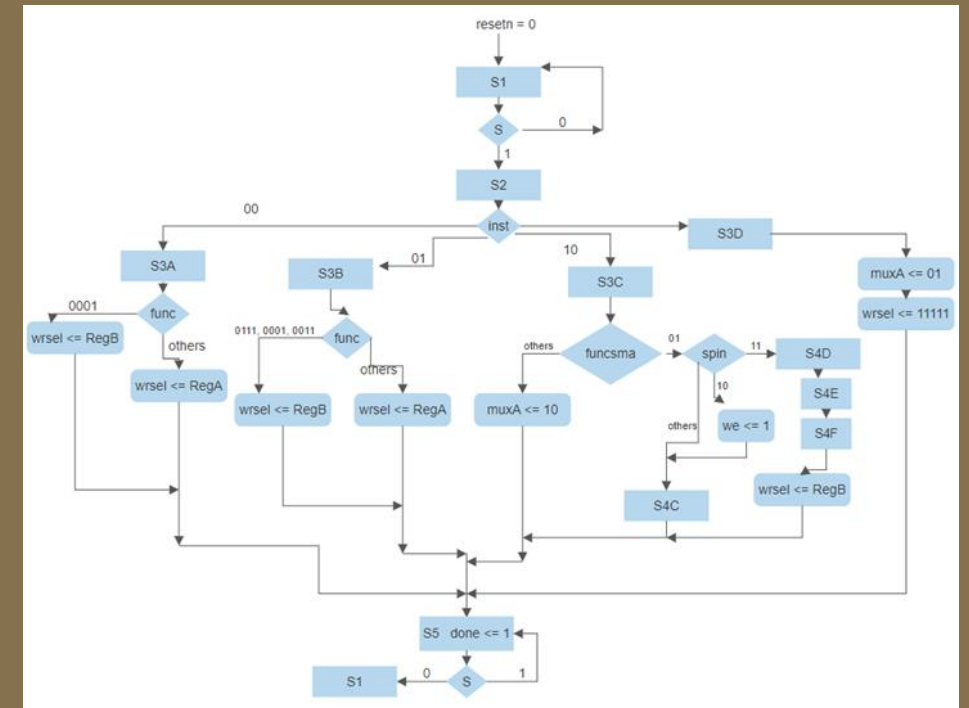 resetn = 0
S1
S
0
1
S2
inst
00
01
10
S3D
S3A
S3B
S3C
muxA <= 01
wrsel <= 11111
0001
func
others
wrsel <= RegB
wrsel <= RegA
0111, 0001, 0011
func
others
wrsel <= RegB
wrsel <= RegA
others
funcsma
01
spin
11
10
others
muxA <= 10
we <= 1
S4D
S4E
S4F
wrsel <= RegB
S4C
S5 done <= 1
S1
0
S
1